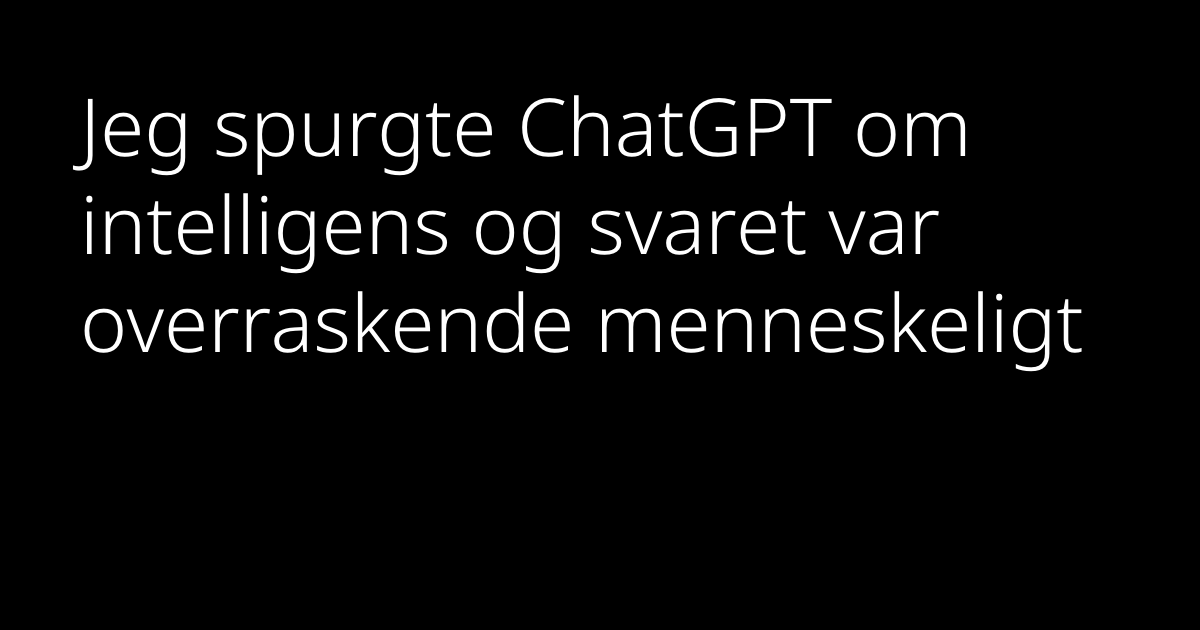 Jeg spurgte ChatGPT om
intelligens og svaret var
overraskende menneskeligt